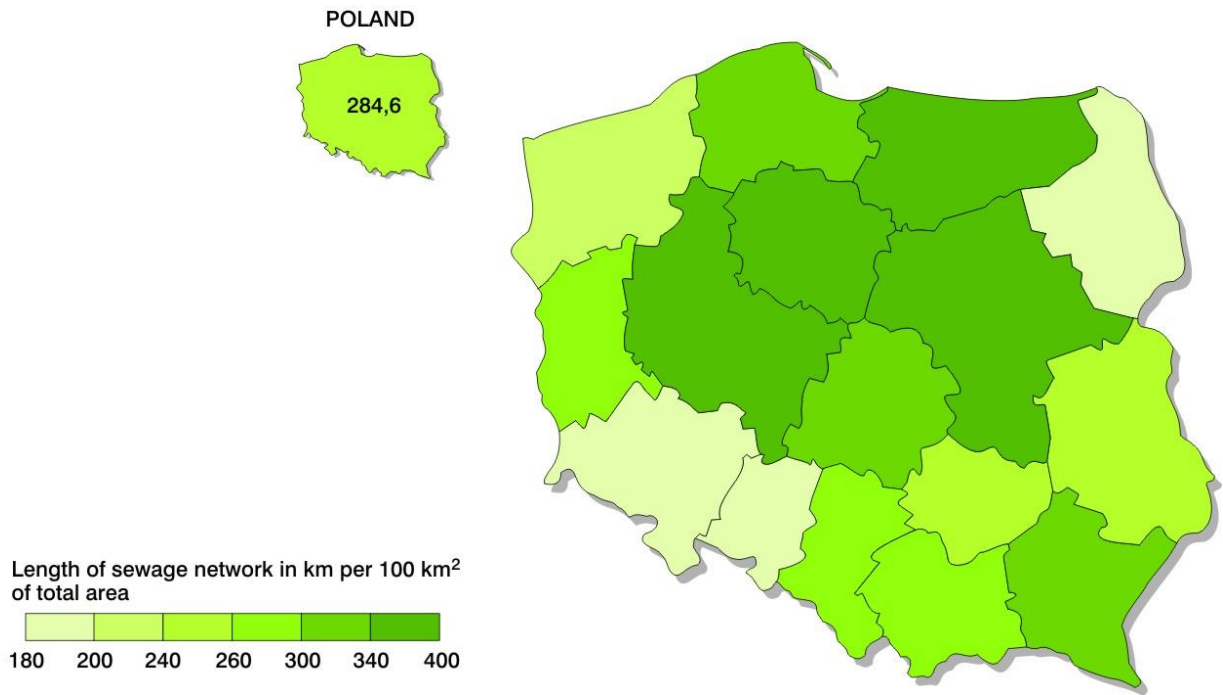 POLAND
284,6
Length of sewage network in km per 100 km²
of total area
180 200 240 260 300 340 400